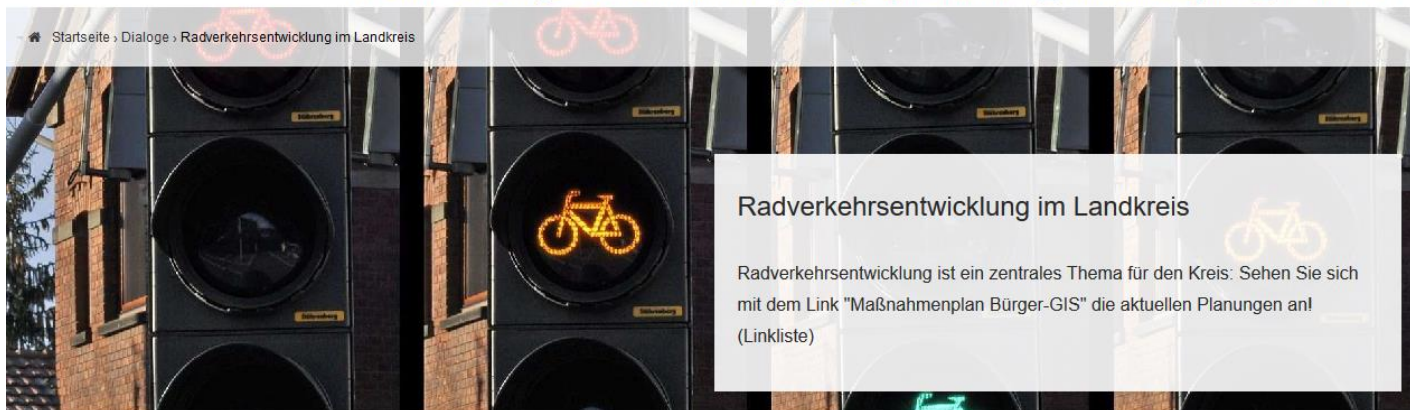 Startseite › Dialoge › Radverkehrsentwicklung im Landkreis
Dähnenburg
Radverkehrsentwicklung im Landkreis
Radverkehrsentwicklung ist ein zentrales Thema für den Kreis: Sehen Sie sich
mit dem Link "Maßnahmenplan Bürger-GIS" die aktuellen Planungen an!
(Linkliste)